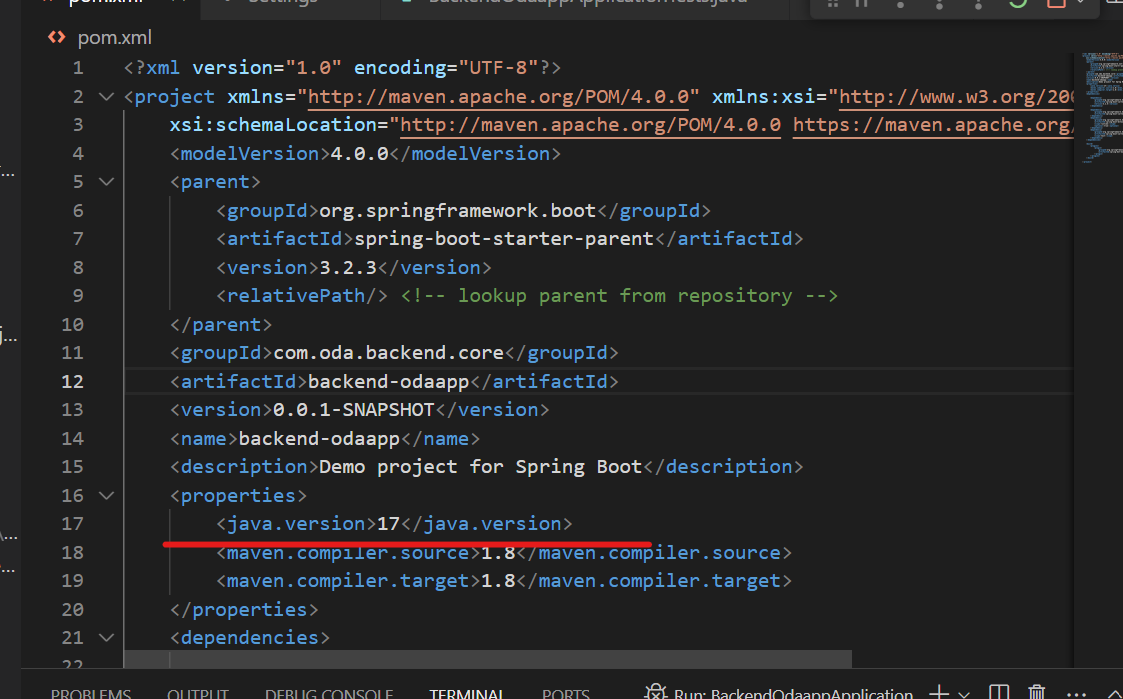 pom.xml
1 <?xml version="1.0" encoding="UTF-8"?>
2 <project xmlns="http://maven.apache.org/POM/4.0.0" xmlns:xsi="http://www.w3.org/200
3 xsi:schemaLocation="http://maven.apache.org/POM/4.0.0 https://maven.apache.org/
4 <modelVersion>4.0.0</modelVersion>
5 <parent>
6 <groupId>org.springframework.boot</groupId>
7 <artifactId>spring-boot-starter-parent</artifactId>
8 <version>3.2.3</version>
9 <relativePath/> <!-- lookup parent from repository -->
10 </parent>
11 <groupId>com.oda.backend.core</groupId>
12 <artifactId>backend-odaapp</artifactId>
13 <version>0.0.1-SNAPSHOT</version>
14 <name>backend-odaapp</name>
15 <description>Demo project for Spring Boot</description>
16 <properties>
17 <java.version>17</java.version>
18 <maven.compiler.source>1.8</maven.compiler.source>
19 <maven.compiler.target>1.8</maven.compiler.target>
20 </properties>
21 <dependencies>
22
PROBLEMS OUTPUT DEBUG CONSOLE TERMINAL PORTS Run: BackendOdaappApplication